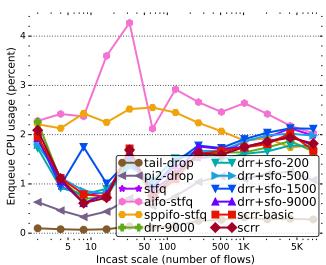 Enqueue CPU usage (percent)
4
3
2
1
0
tail-drop
pi2-drop
stfq
aifo-stfq
sppifo-stfq
drr-9000
drr+sfo-200
drr+sfo-500
drr+sfo-1500
drr+sfo-9000
scrr-basic
scrr
5 10 50 100 500 1K 5K
Incast scale (number of flows)